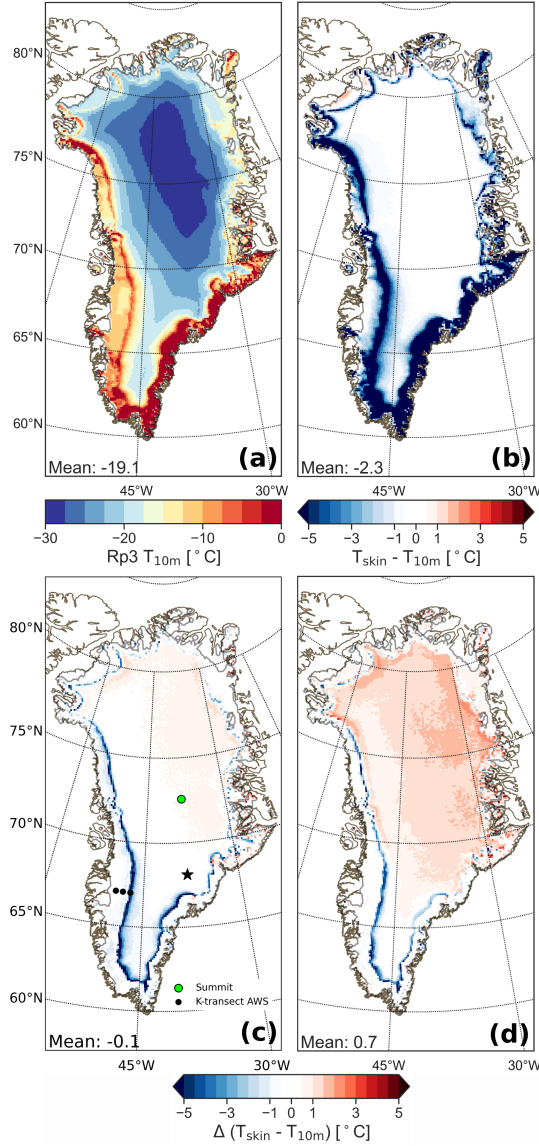 80°N
75°N
70°N
65°N
60°N
Mean: -19.1
(a)
Mean: -2.3
(b)
45°W
30°W
45°W
30°W
−30
−20
−10
0
Rp3 T10m [°C]
−5
−3
−1
0
1
3
5
Tskin - T10m [°C]
80°N
75°N
70°N
65°N
60°N
Summit
K-transect AWS
Mean: -0.1
(c)
Mean: 0.7
(d)
45°W
30°W
45°W
30°W
−5
−3
−1
0
1
3
5
Δ (Tskin - T10m) [°C]